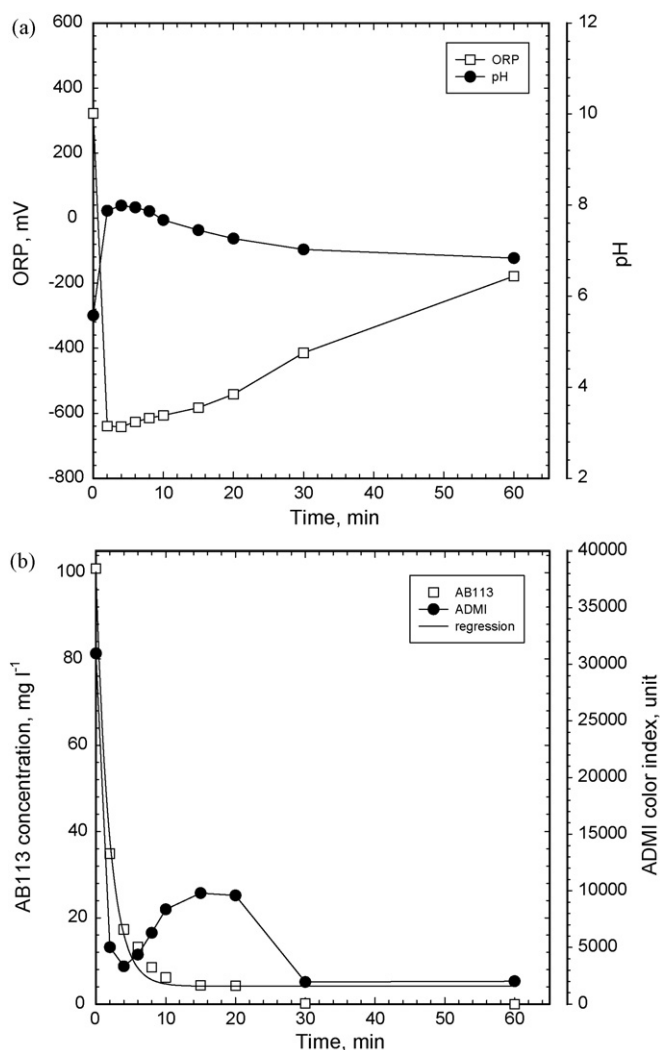 (a)
600
400
200
0
-200
-400
-600
-800
ORP, mV
12
10
8
6
4
2
pH
ORP
pH
0 10 20 30 40 50 60
Time, min
(b)
100
80
60
40
20
0
AB113 concentration, mg l⁻¹
40000
35000
30000
25000
20000
15000
10000
5000
0
ADMI color index, unit
AB113
ADMI
regression
0 10 20 30 40 50 60
Time, min